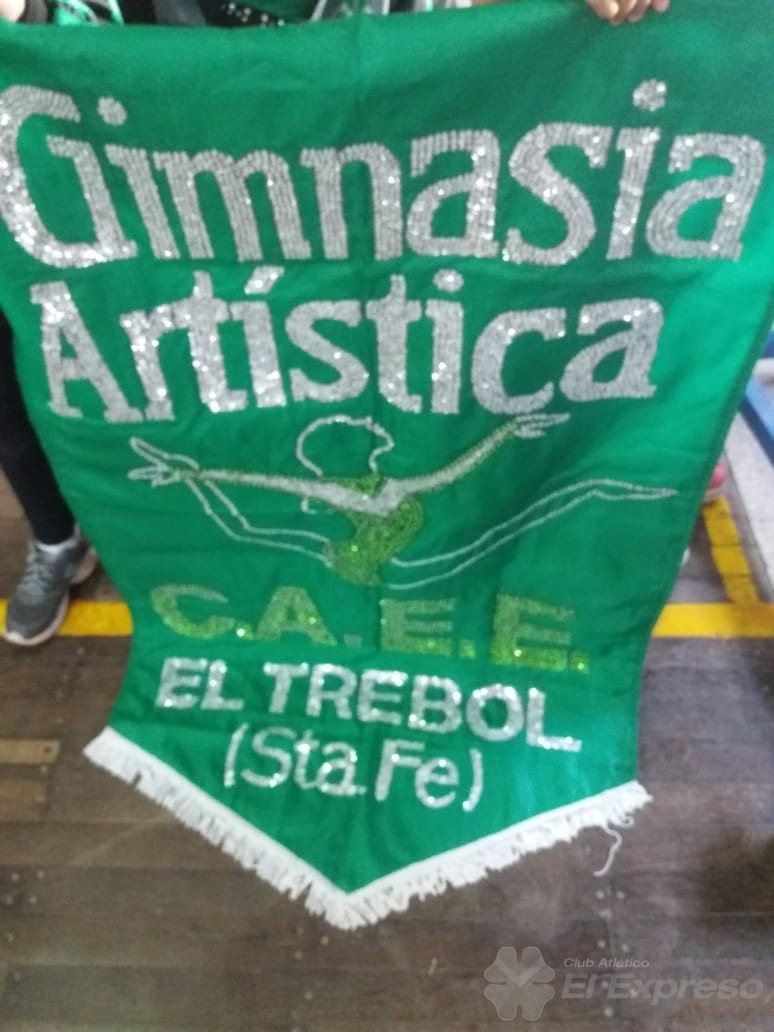 Gimnasia
Artística
C.A.E.E.
EL TREBOL
(Sta.Fe)
Club Atlético
El Expreso